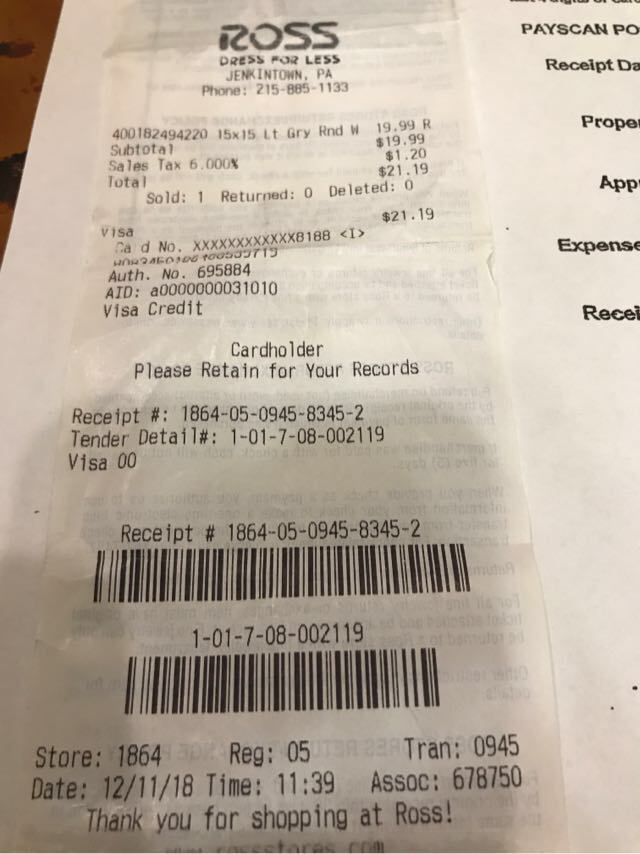 ROSS
DRESS FOR LESS
JENKINTOWN, PA
Phone: 215-885-1133
400182494220 15x15 Lt Gry Rnd W 19.99 R
Subtotal $19.99
Sales Tax 6.000% $1.20
Total $21.19
Sold: 1 Returned: 0 Deleted: 0
Visa $21.19
Ca d No. XXXXXXXXXXXX8188 <I>
Auth. No. 695884
AID: a0000000031010
Visa Credit
Cardholder
Please Retain for Your Records
Receipt #: 1864-05-0945-8345-2
Tender Detail#: 1-01-7-08-002119
Visa 00
Receipt # 1864-05-0945-8345-2
1-01-7-08-002119
Store: 1864 Reg: 05 Tran: 0945
Date: 12/11/18 Time: 11:39 Assoc: 678750
Thank you for shopping at Ross!
PAYSCAN PO
Receipt Da
Proper
App
Expense
Recei